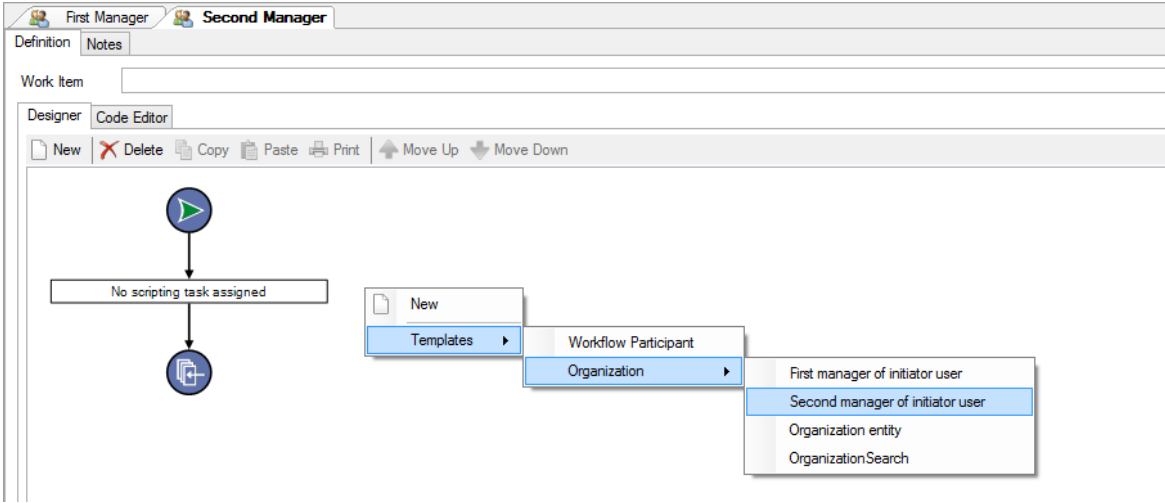 First Manager Second Manager
Definition Notes
Work Item
Designer Code Editor
New Delete Copy Paste Print Move Up Move Down
No scripting task assigned
New
Templates Workflow Participant
Organization First manager of initiator user
Second manager of initiator user
Organization entity
OrganizationSearch